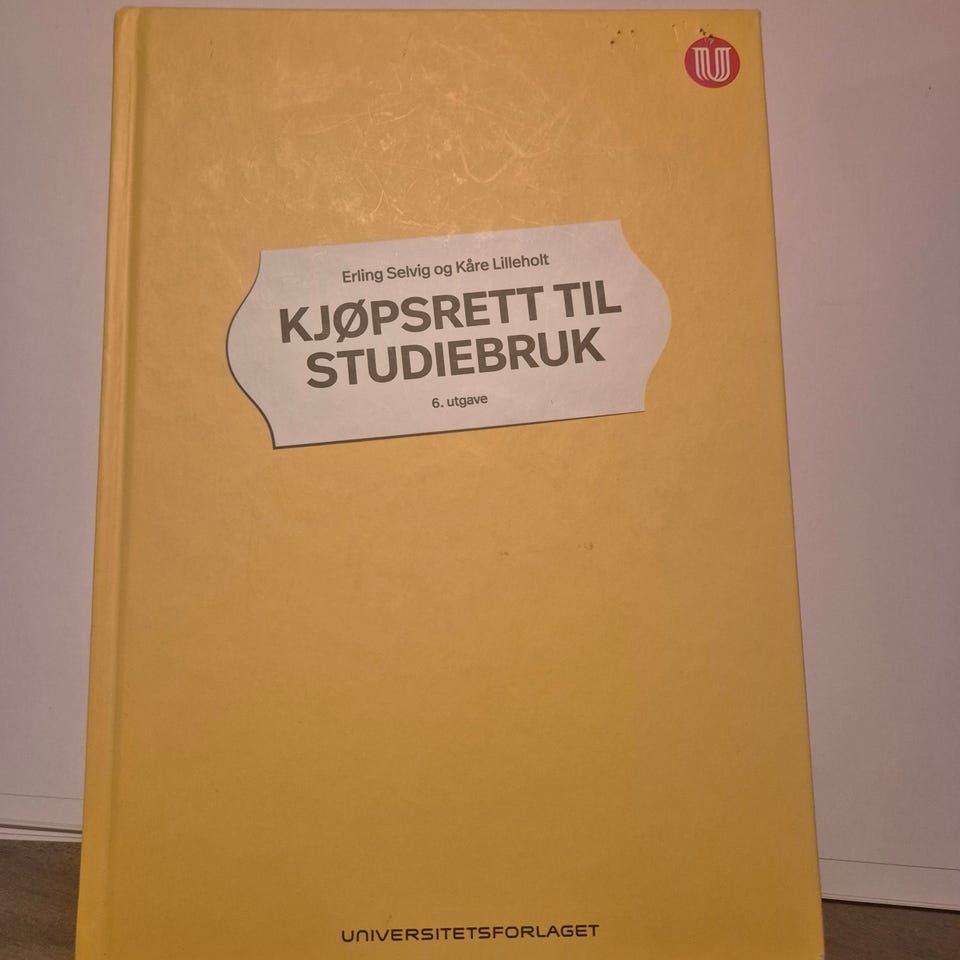 U
Erling Selvig og Kåre Lilleholt
KJØPSRETT TIL
STUDIEBRUK
6. utgave
UNIVERSITETSFORLAGET